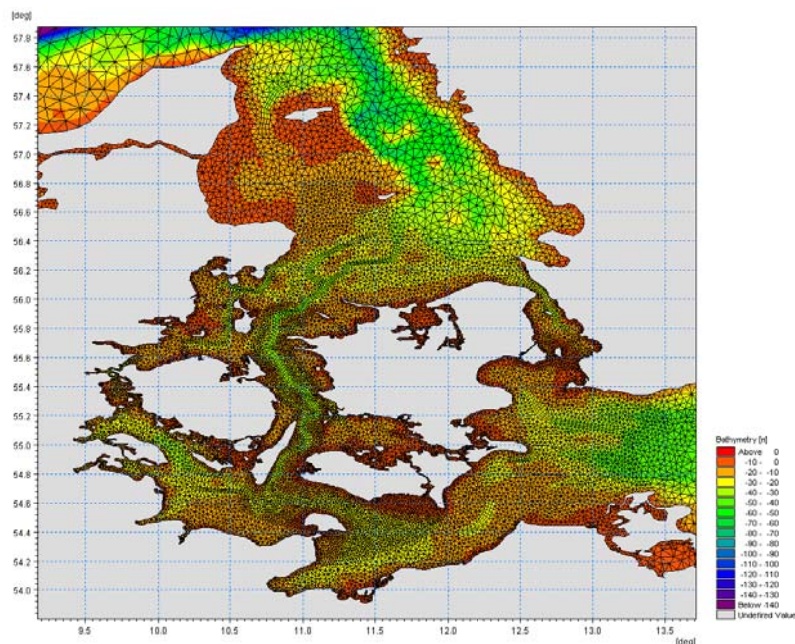 [deg]
57.8
57.6
57.4
57.2
57.0
56.8
56.6
56.4
56.2
56.0
55.8
55.6
55.4
55.2
55.0
54.8
54.6
54.4
54.2
54.0
9.5 10.0 10.5 11.0 11.5 12.0 12.5 13.0 13.5
[deg]
Bathymetry [m]
Above 0
-10 - 0
-20 - -10
-30 - -20
-40 - -30
-50 - -40
-60 - -50
-70 - -60
-80 - -70
-90 - -80
-100 - -90
-110 - -100
-120 - -110
-130 - -120
-140 - -130
Below -140
Undefined Value